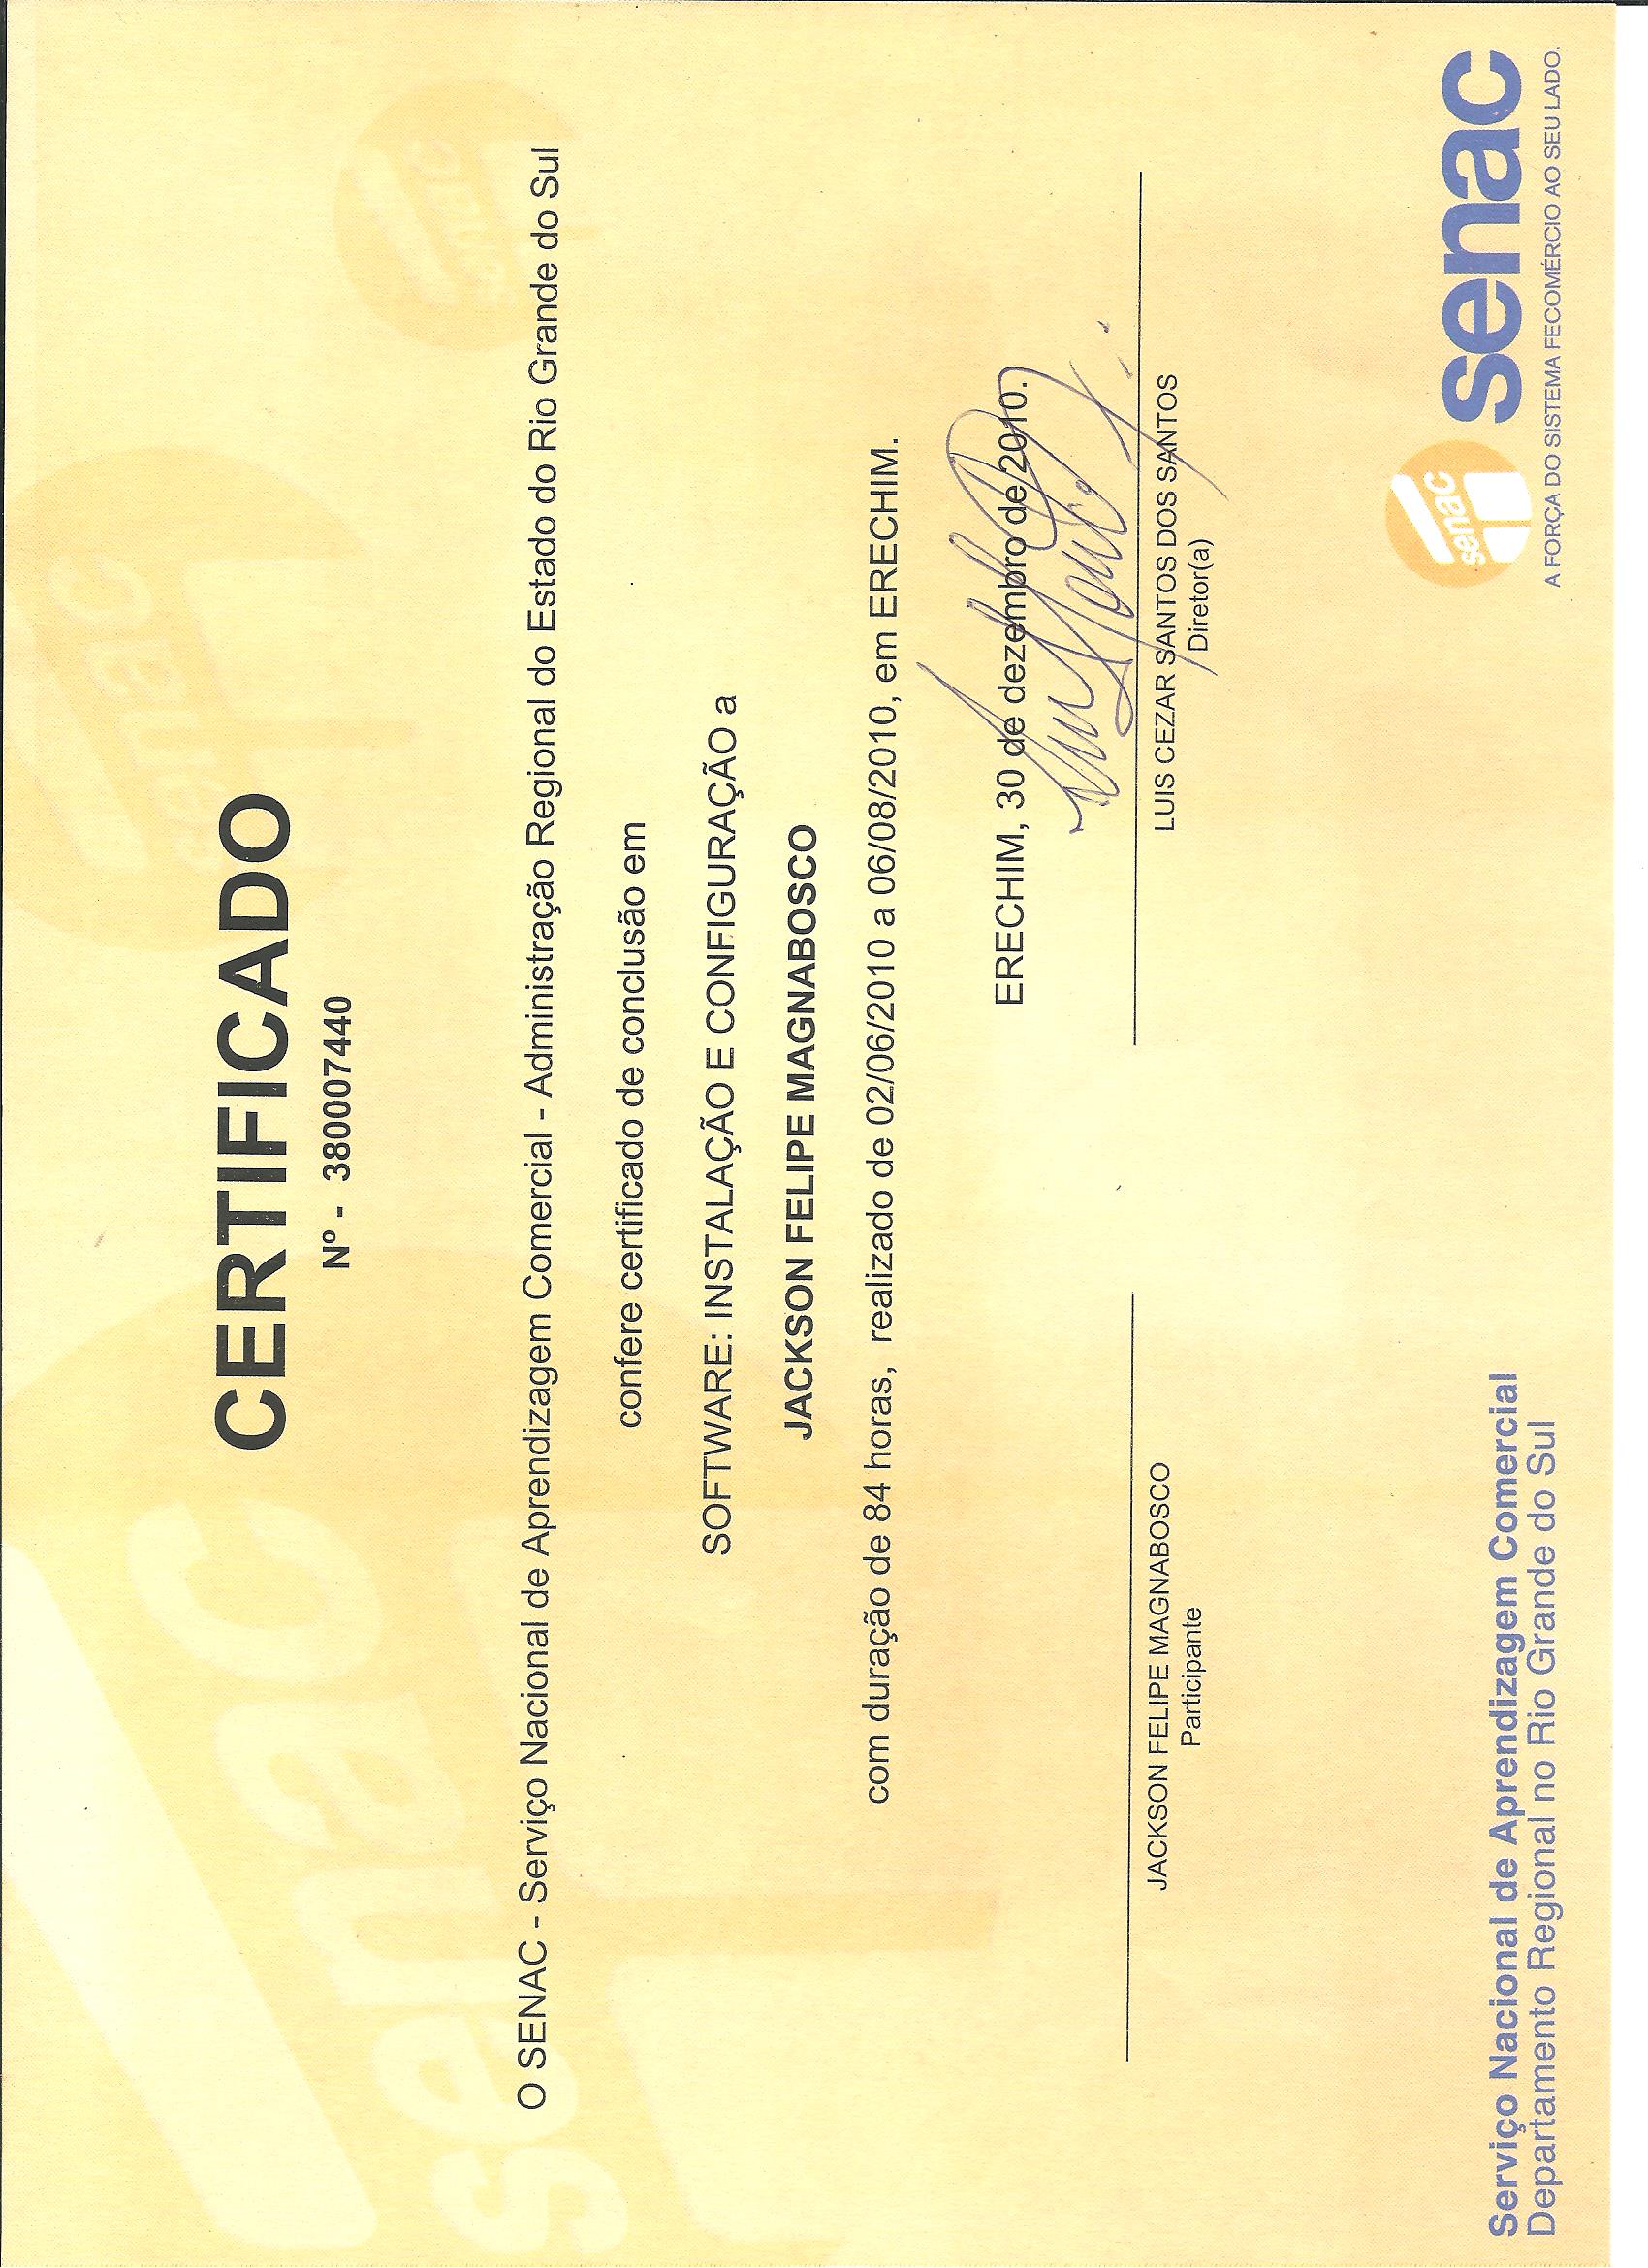 CERTIFICADO
Nº - 380007440
O SENAC - Serviço Nacional de Aprendizagem Comercial - Administração Regional do Estado do Rio Grande do Sul
confere certificado de conclusão em
SOFTWARE: INSTALAÇÃO E CONFIGURAÇÃO a
JACKSON FELIPE MAGNABOSCO
com duração de 84 horas, realizado de 02/06/2010 a 06/08/2010, em ERECHIM.
ERECHIM, 30 de dezembro de 2010.
JACKSON FELIPE MAGNABOSCO
Participante
LUIS CEZAR SANTOS DOS SANTOS
Diretor(a)
Serviço Nacional de Aprendizagem Comercial
Departamento Regional no Rio Grande do Sul
senac
senac
A FORÇA DO SISTEMA FECOMÉRCIO AO SEU LADO.
senac
senac
senac